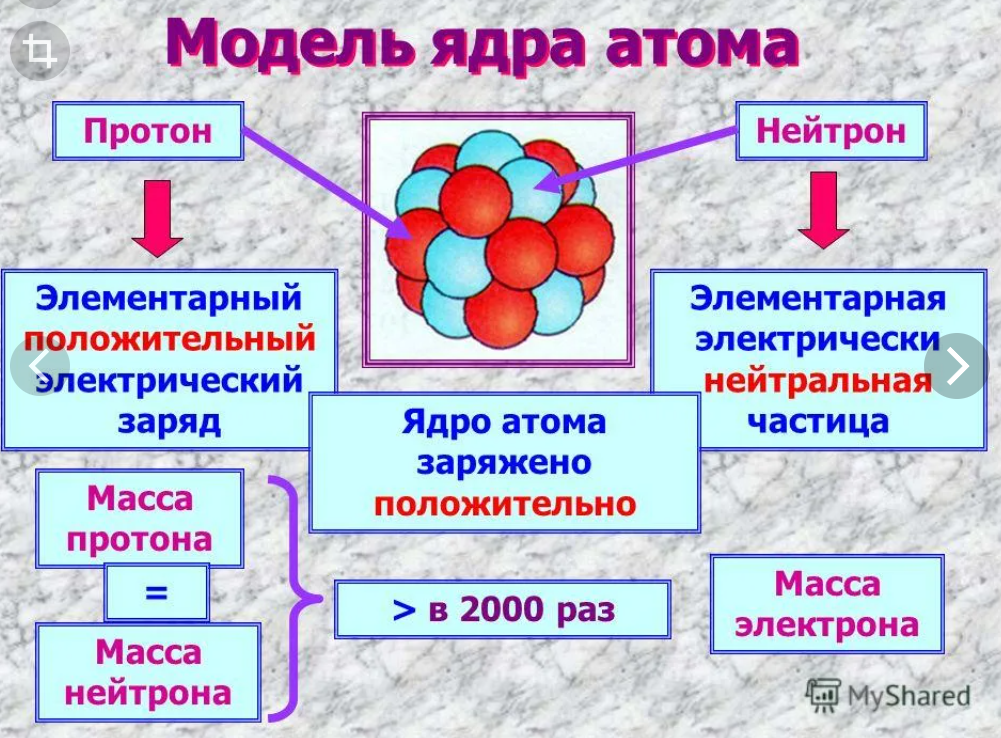 Модель ядра атома
Протон
Нейтрон
Элементарный
положительный
электрический
заряд
Элементарная
электрически
нейтральная
частица
Ядро атома
заряжено
положительно
Масса
протона
=
Масса
нейтрона
> в 2000 раз
Масса
электрона
MyShared